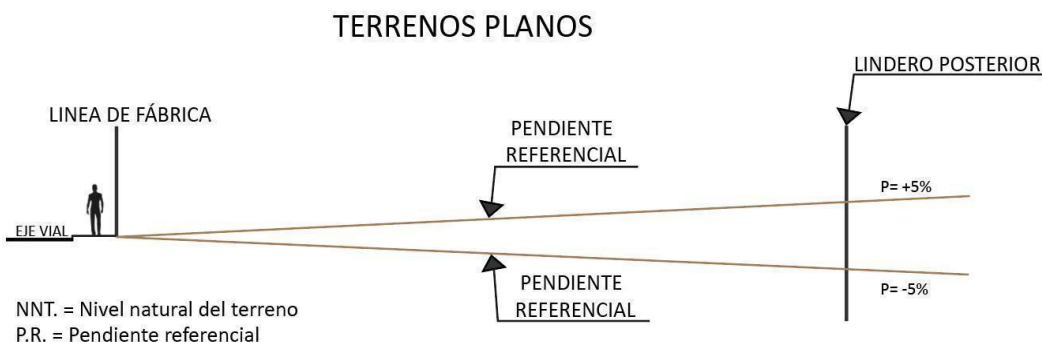 TERRENOS PLANOS
LINDERO POSTERIOR
LINEA DE FÁBRICA
PENDIENTE
REFERENCIAL
P= +5%
EJE VIAL
PENDIENTE
REFERENCIAL
P= -5%
NNT. = Nivel natural del terreno
P.R. = Pendiente referencial